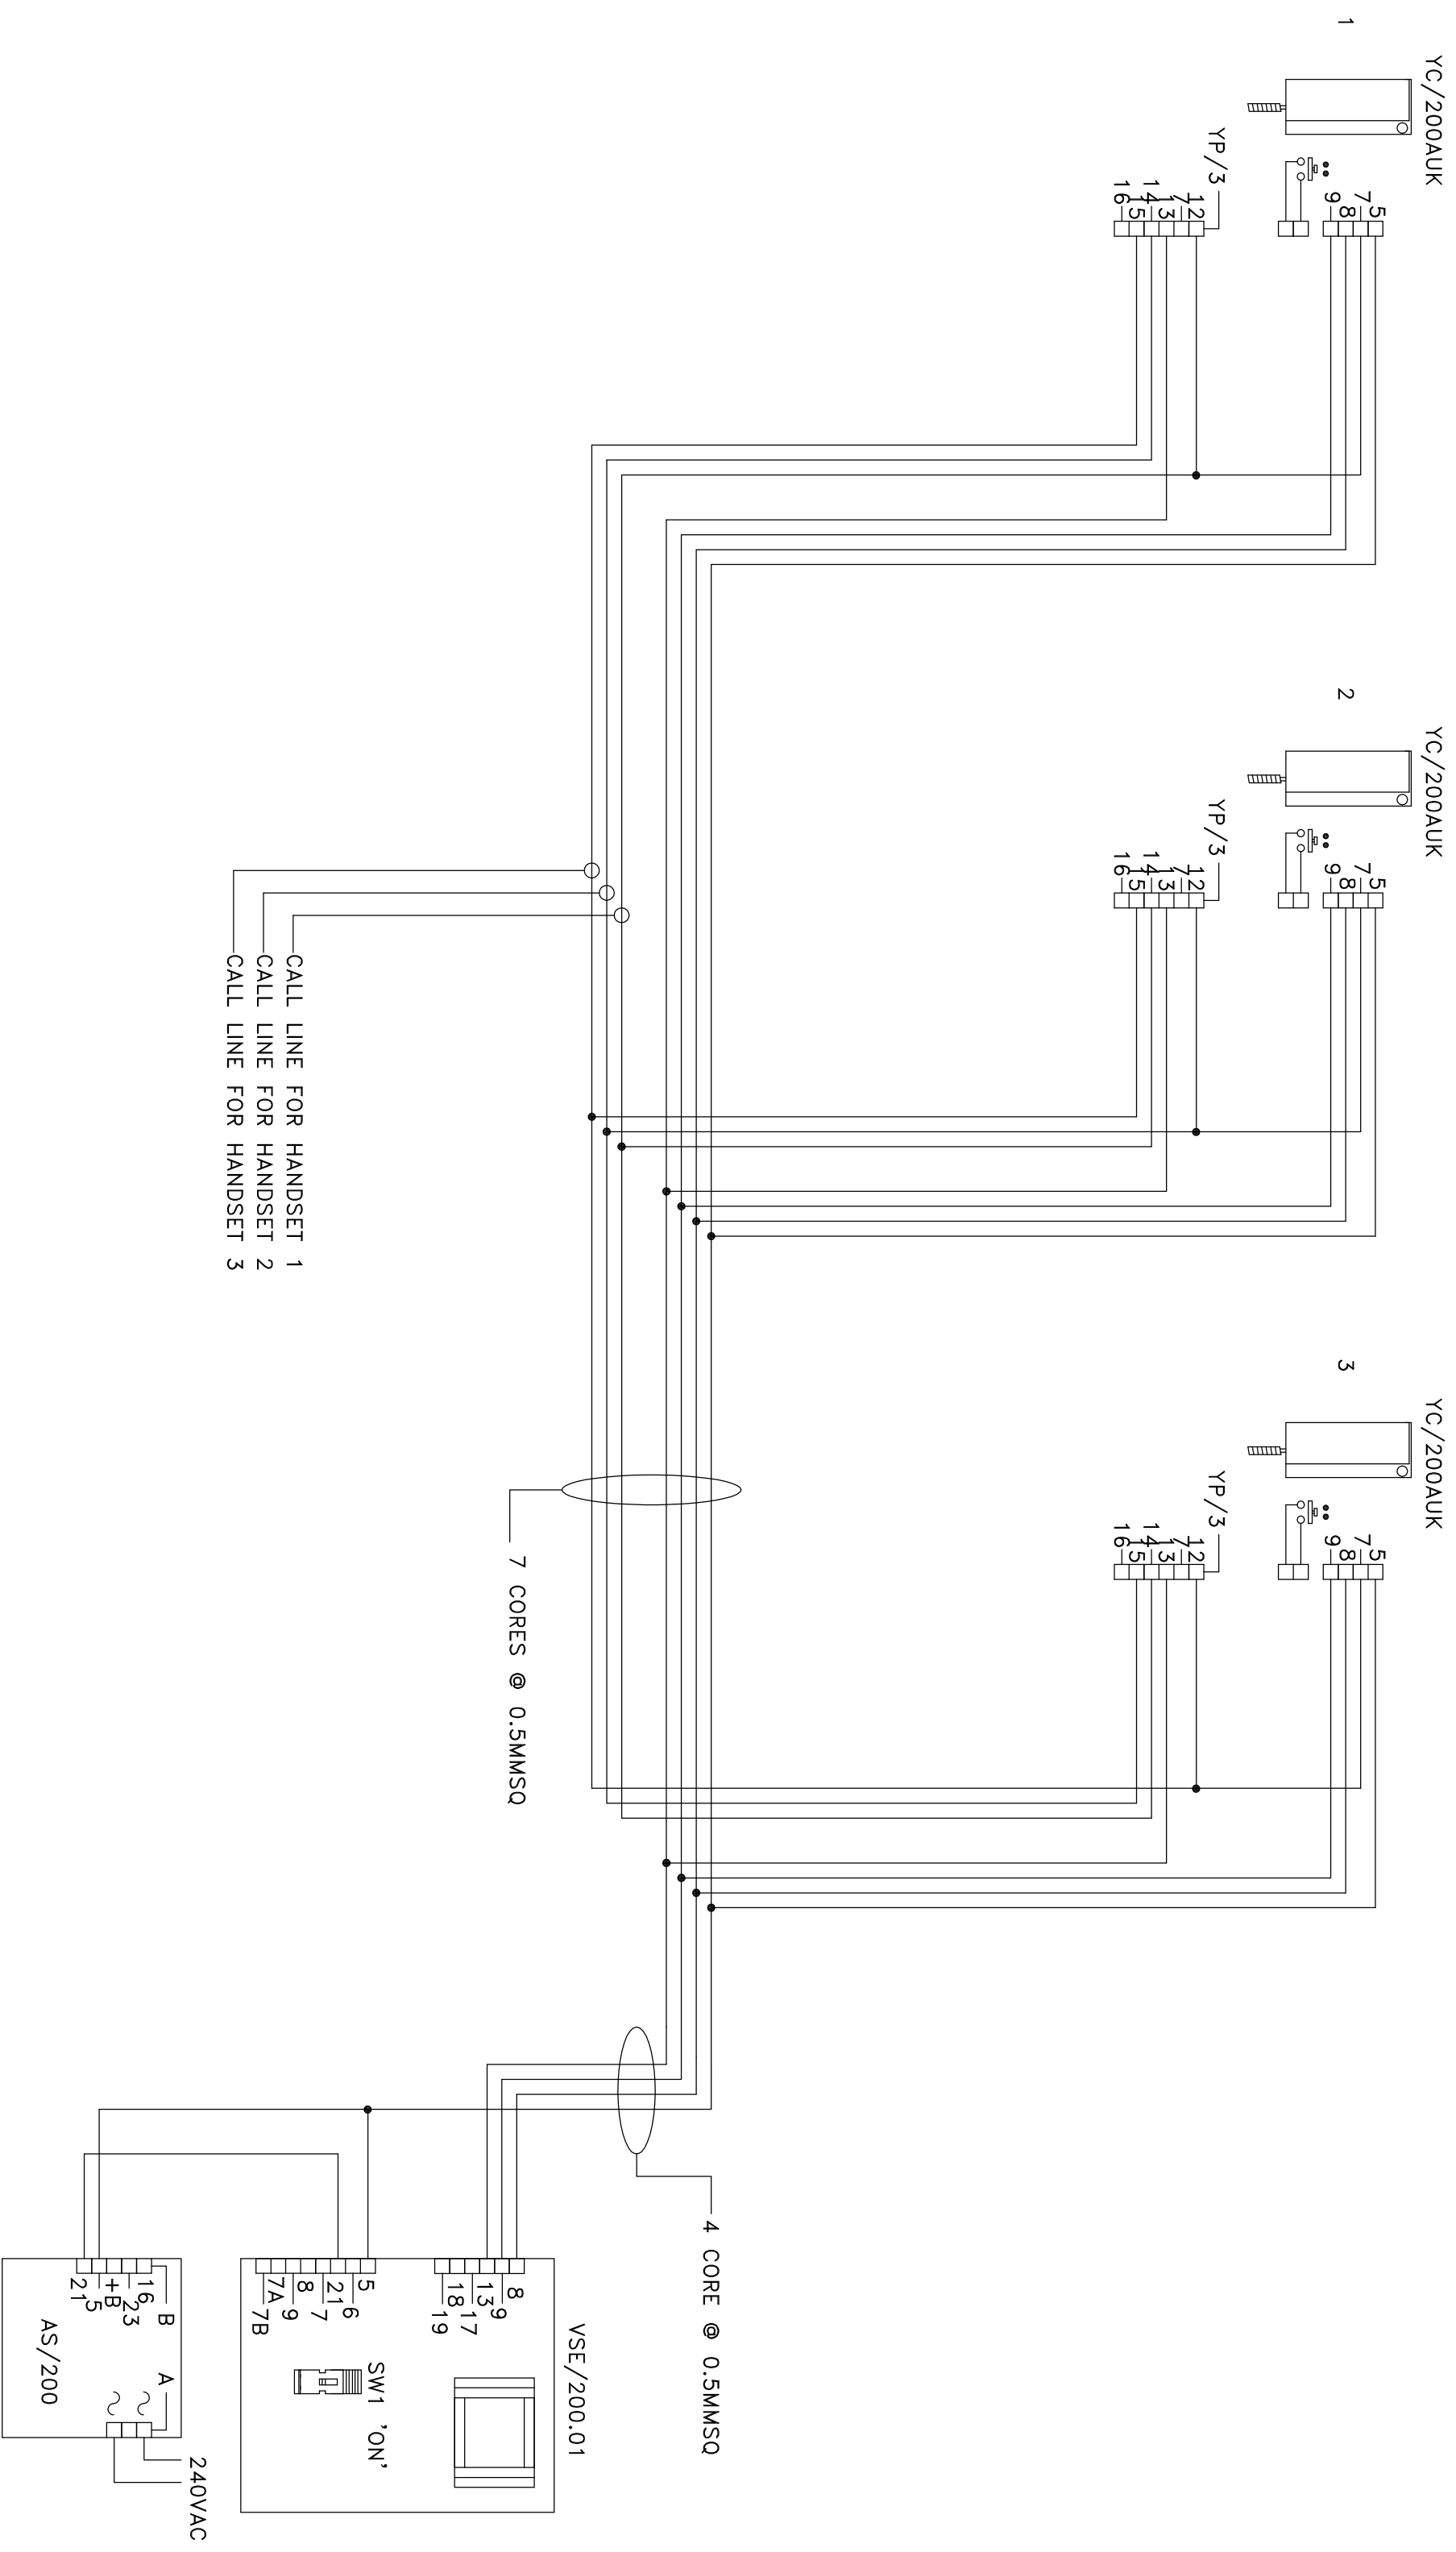 1
YC/200AUK
YP/3
5
7
8
9
12
7
13
14
15
16
2
YC/200AUK
YP/3
5
7
8
9
12
7
13
14
15
16
3
YC/200AUK
YP/3
5
7
8
9
12
7
13
14
15
16
CALL LINE FOR HANDSET 1
CALL LINE FOR HANDSET 2
CALL LINE FOR HANDSET 3
7 CORES @ 0.5MMSQ
4 CORE @ 0.5MMSQ
VSE/200.01
8
9
13
17
18
19
SW1 'ON'
5
6
21
7
8
9
7A
7B
240VAC
B
A
16
23
+B
5
21
AS/200